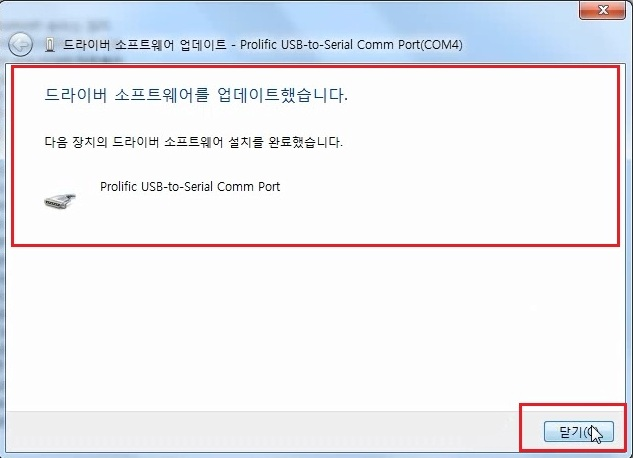 드라이버 소프트웨어 업데이트 - Prolific USB-to-Serial Comm Port(COM4)
드라이버 소프트웨어를 업데이트했습니다.
다음 장치의 드라이버 소프트웨어 설치를 완료했습니다.
Prolific USB-to-Serial Comm Port
닫기(